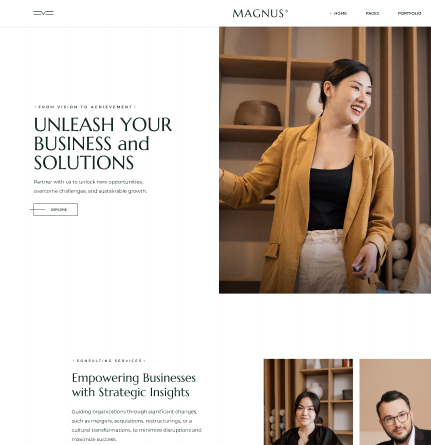 MAGNUS®
HOME PAGES PORTFOLIO
FROM VISION TO ACHIEVEMENT
UNLEASH YOUR
BUSINESS and
SOLUTIONS
Partner with us to unlock new opportunities,
overcome challenges, and sustainable growth.
EXPLORE
CONSULTING SERVICES
Empowering Businesses
with Strategic Insights
Guiding organizations through significant changes,
such as mergers, acquisitions, restructurings, or a
cultural transformations, to minimize disruptions and
maximize success.